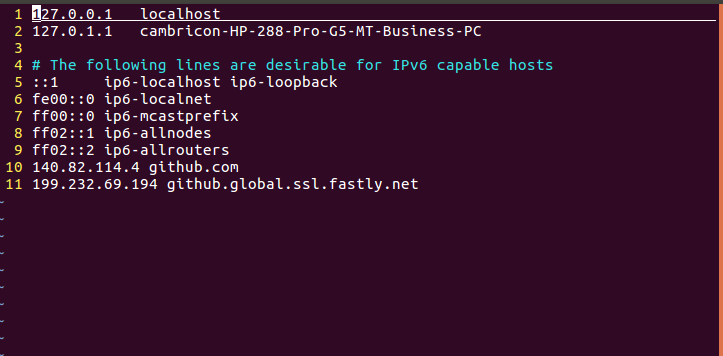 1 127.0.0.1   localhost
2 127.0.1.1   cambricon-HP-288-Pro-G5-MT-Business-PC
3
4 # The following lines are desirable for IPv6 capable hosts
5 ::1     ip6-localhost ip6-loopback
6 fe00::0 ip6-localnet
7 ff00::0 ip6-mcastprefix
8 ff02::1 ip6-allnodes
9 ff02::2 ip6-allrouters
10 140.82.114.4 github.com
11 199.232.69.194 github.global.ssl.fastly.net
~
~
~
~
~
~
~
~
~
~